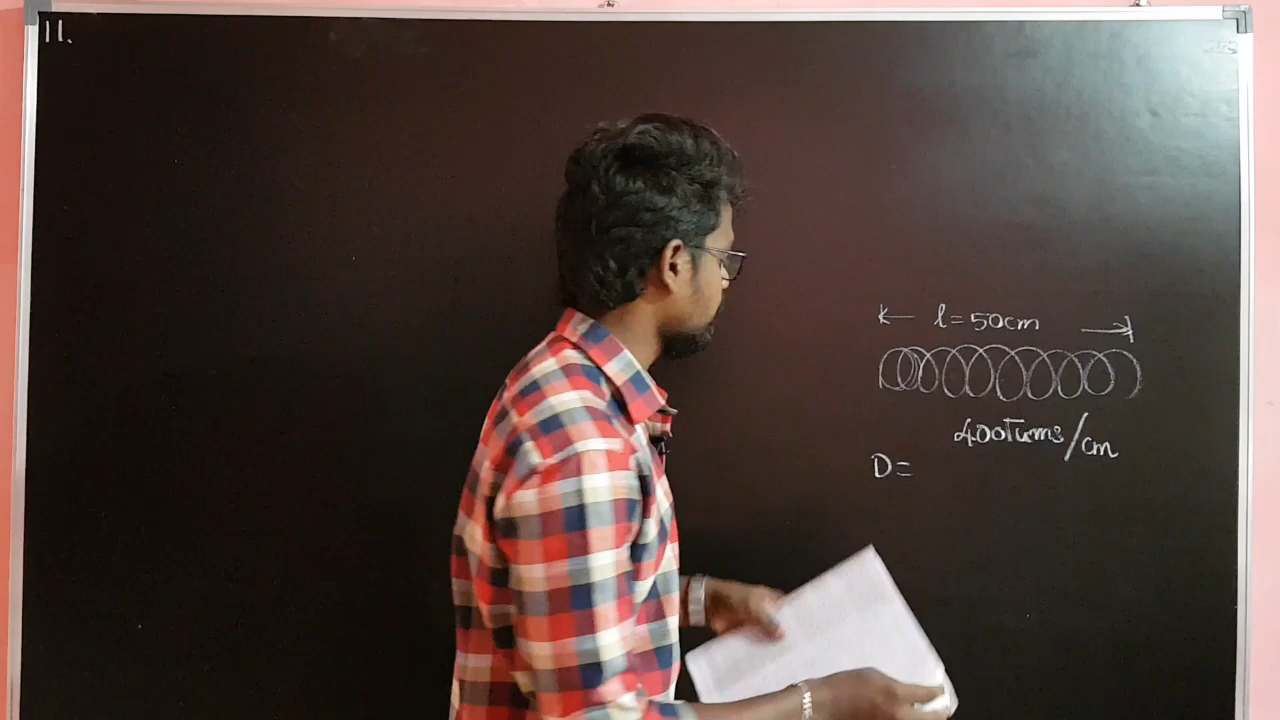 11.
l = 50cm
400Turns/cm
D =